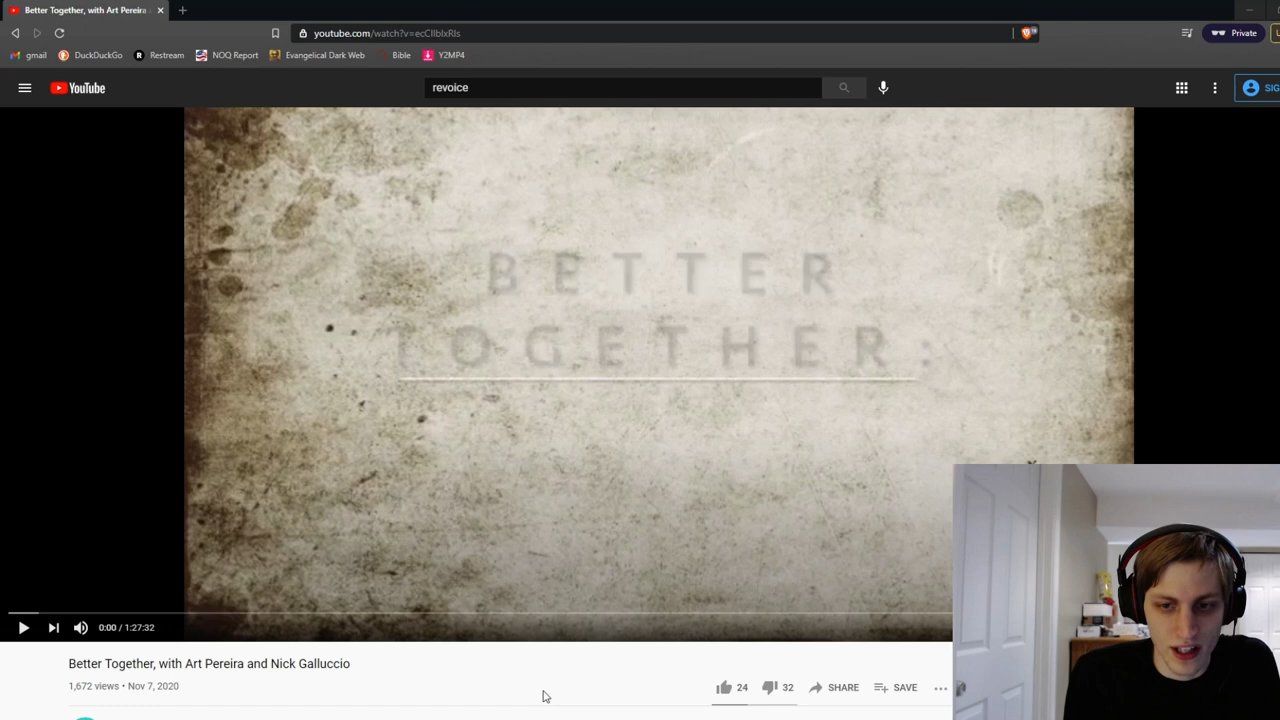 Better Together, with Art Pereira
youtube.com/watch?v=ecCIIbIxRIs
Private
gmail
DuckDuckGo
Restream
NOQ Report
Evangelical Dark Web
Bible
Y2MP4
YouTube
revoice
SIG
BETTER
TOGETHER:
0:00 / 1:27:32
Better Together, with Art Pereira and Nick Galluccio
1,672 views • Nov 7, 2020
24
32
SHARE
SAVE